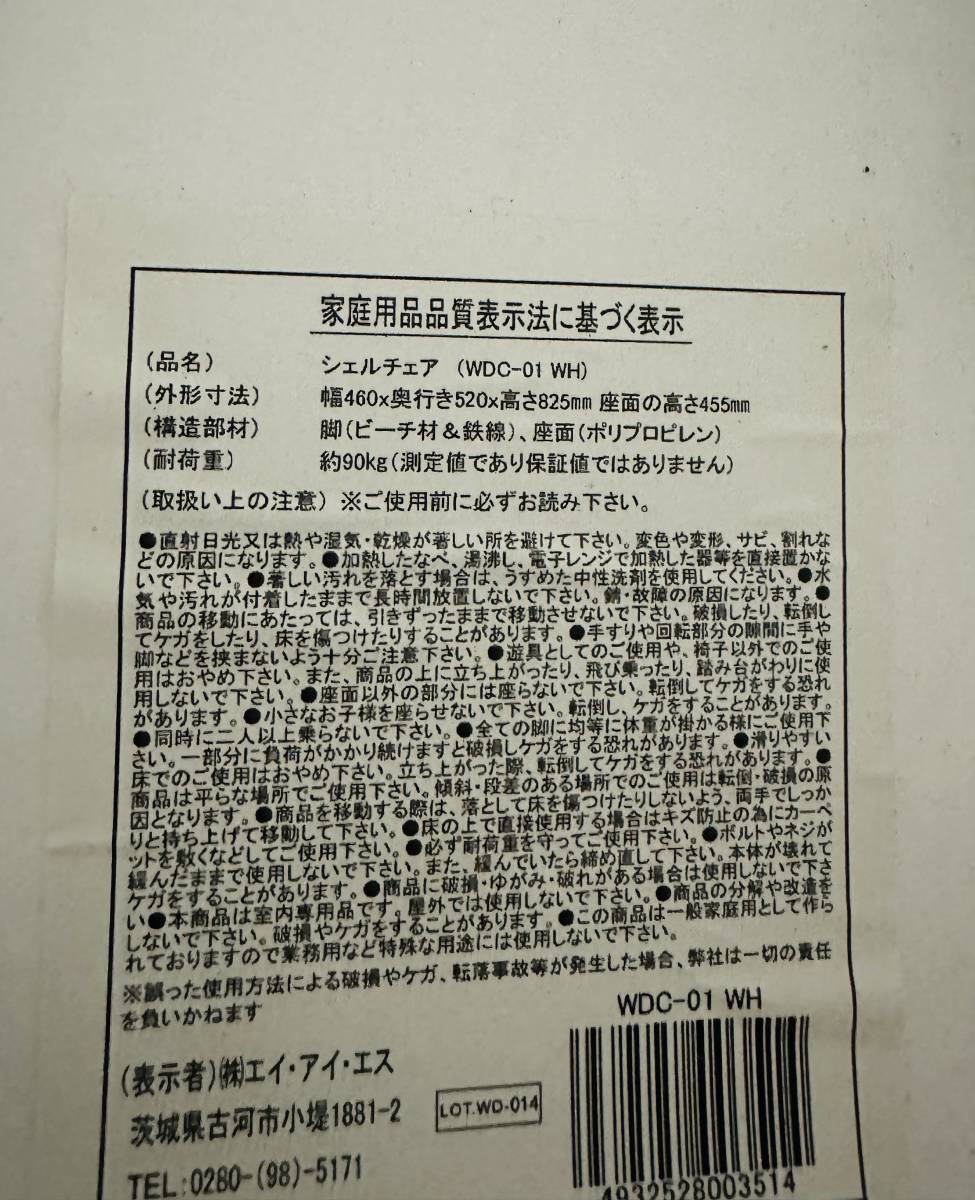 家庭用品品質表示法に基づく表示
(品名) シェルチェア (WDC-01 WH)
(外形寸法) 幅460×奥行き520×高さ825mm 座面の高さ455mm
(構造部材) 脚(ビーチ材&鉄線)、座面(ポリプロピレン)
(耐荷重) 約90kg(測定値であり保証値ではありません)
(取扱い上の注意) ※ご使用前に必ずお読み下さい。
●直射日光又は熱や湿気・乾燥が著しい所を避けて下さい。変色や変形、サビ、割れな
どの原因になります。●加熱したなべ、湯沸し、電子レンジで加熱した器等を直接置かな
いで下さい。●著しい汚れを落とす場合は、うすめた中性洗剤を使用してください。●水
気や汚れが付着したままで長時間放置しないで下さい。錆・故障の原因になります。●
商品の移動にあたっては、引きずったままで移動させないで下さい。破損したり、転倒し
てケガをしたり、床を傷つけたりすることがあります。●手すりや回転部分の隙間に手や
脚などを挟まないよう十分ご注意下さい。●遊具としてのご使用や、椅子以外でのご使
用はおやめ下さい。また、商品の上に立ち上がったり、飛び乗ったり、踏み台がわりに使
用しないで下さい。●座面以外の部分には座らないで下さい。転倒してケガをする恐れ
があります。●小さなお子様を座らせないで下さい。転倒し、ケガをすることがあります。
●同時に二人以上乗らないで下さい。●全ての脚に均等に体重が掛かる様にご使用下
さい。一部分に負荷がかかり続けますと破損しケガをする恐れがあります。●滑りやすい
床でのご使用はおやめ下さい。立ち上がった際、転倒してケガをする恐れがあります。●
商品は平らな場所でご使用下さい。傾斜・段差のある場所でのご使用は転倒・破損の原
因となります。●商品を移動する際は、落として床を傷つけたりしないよう、両手でしっか
りと持ち上げて移動して下さい。●床の上で直接使用する場合はキズ防止の為にカーペ
ットを敷くなどしてご使用下さい。●必ず耐荷重を守ってご使用下さい。●ボルトやネジが
緩んだままで使用しないで下さい。また、緩んでいたら締め直して下さい。本体が壊れて
ケガをすることがあります。●商品に破損・ゆがみ・破れがある場合は使用しないで下さ
い●本商品は室内専用品です。屋外では使用しないで下さい。●商品の分解や改造を
しないで下さい。破損やケガをすることがあります。●この商品は一般家庭用として作ら
れておりますので業務用など特殊な用途には使用しないで下さい。
※誤った使用方法による破損やケガ、転落事故等が発生した場合、弊社は一切の責任
を負いかねます
WDC-01 WH
(表示者)㈱エイ・アイ・エス
茨城県古河市小堤1881-2
LOT.WD-014
TEL:0280-(98)-5171
4932528003514